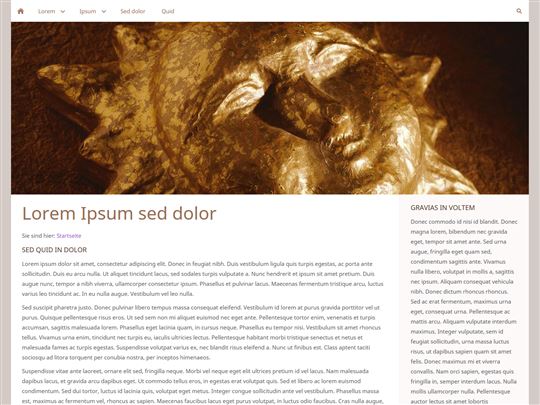 Lorem Ipsum Sed dolor Quid
Lorem Ipsum sed dolor
Sie sind hier: Startseite
SED QUID IN DOLOR
Lorem ipsum dolor sit amet, consectetur adipiscing elit. Donec in feugiat nibh. Duis vestibulum ligula quis turpis egestas, ac porta ante
sollicitudin. Duis eu arcu nulla. Ut aliquet tincidunt lacus, sed sodales turpis vulputate a. Nunc hendrerit et ipsum sit amet pretium. Duis
augue nunc, tempor a nibh viverra, ullamcorper consectetur ipsum. Phasellus et pulvinar lacus. Maecenas fermentum tristique arcu, luctus
varius leo tincidunt ac. In eu nulla augue. Vestibulum vel leo nulla.
Sed suscipit pharetra justo. Donec pulvinar libero tempus massa consequat eleifend. Vestibulum id lorem at purus gravida porttitor vel ut
purus. Quisque pellentesque risus eros. Ut sed sem non mi aliquet euismod nec eget ante. Pellentesque tortor enim, venenatis et turpis
accumsan, sagittis malesuada lorem. Phasellus eget lacinia quam, in cursus neque. Phasellus eu tempor nisi. Vestibulum sit amet rhoncus
tellus. Vivamus urna enim, tincidunt nec turpis eu, iaculis ultricies lectus. Pellentesque habitant morbi tristique senectus et netus et
malesuada fames ac turpis egestas. Suspendisse volutpat varius ex, nec blandit risus eleifend a. Nunc ut finibus est. Class aptent taciti
sociosqu ad litora torquent per conubia nostra, per inceptos himenaeos.
Suspendisse vitae ante laoreet, ornare elit sed, fringilla neque. Morbi vel neque eget elit tincidunt consequat sed ut sem. Nam malesuada
dapibus lacus, et gravida arcu dapibus eget. Ut commodo tellus eros, in egestas erat volutpat quis. Sed et libero ac lorem euismod
condimentum. Sed dui tortor, luctus id lacinia quis, volutpat eget metus. Integer congue sollicitudin ante vel vestibulum. Phasellus massa
est, maximus ac fermentum vel, rhoncus ac sapien. Maecenas faucibus lacus eget purus volutpat, in luctus odio faucibus. Cras nulla augue,
GRAVIAS IN VOLTEM
Donec commodo id nisi id blandit. Donec
magna lorem, bibendum nec gravida
eget, tempor sit amet ante. Sed urna
augue, fringilla eget quam sed,
condimentum sagittis ante. Vivamus
nulla libero, volutpat in mollis a, sagittis
nec ipsum. Aliquam consequat vehicula
nibh. Donec dictum rhoncus rhoncus.
Sed ac erat fermentum, maximus urna
eget, consequat urna. Pellentesque ac
mattis arcu. Aliquam vulputate interdum
maximus. Integer vulputate, sem id
tristique sollicitudin, urna massa luctus
risus, ut dapibus sapien quam sit amet
felis. Donec maximus mi et viverra
convallis. Nam orci sapien, egestas quis
fringilla in, semper interdum lacus. Nulla
mollis ullamcorper nulla. Pellentesque
auctor lectus sit amet lobortis